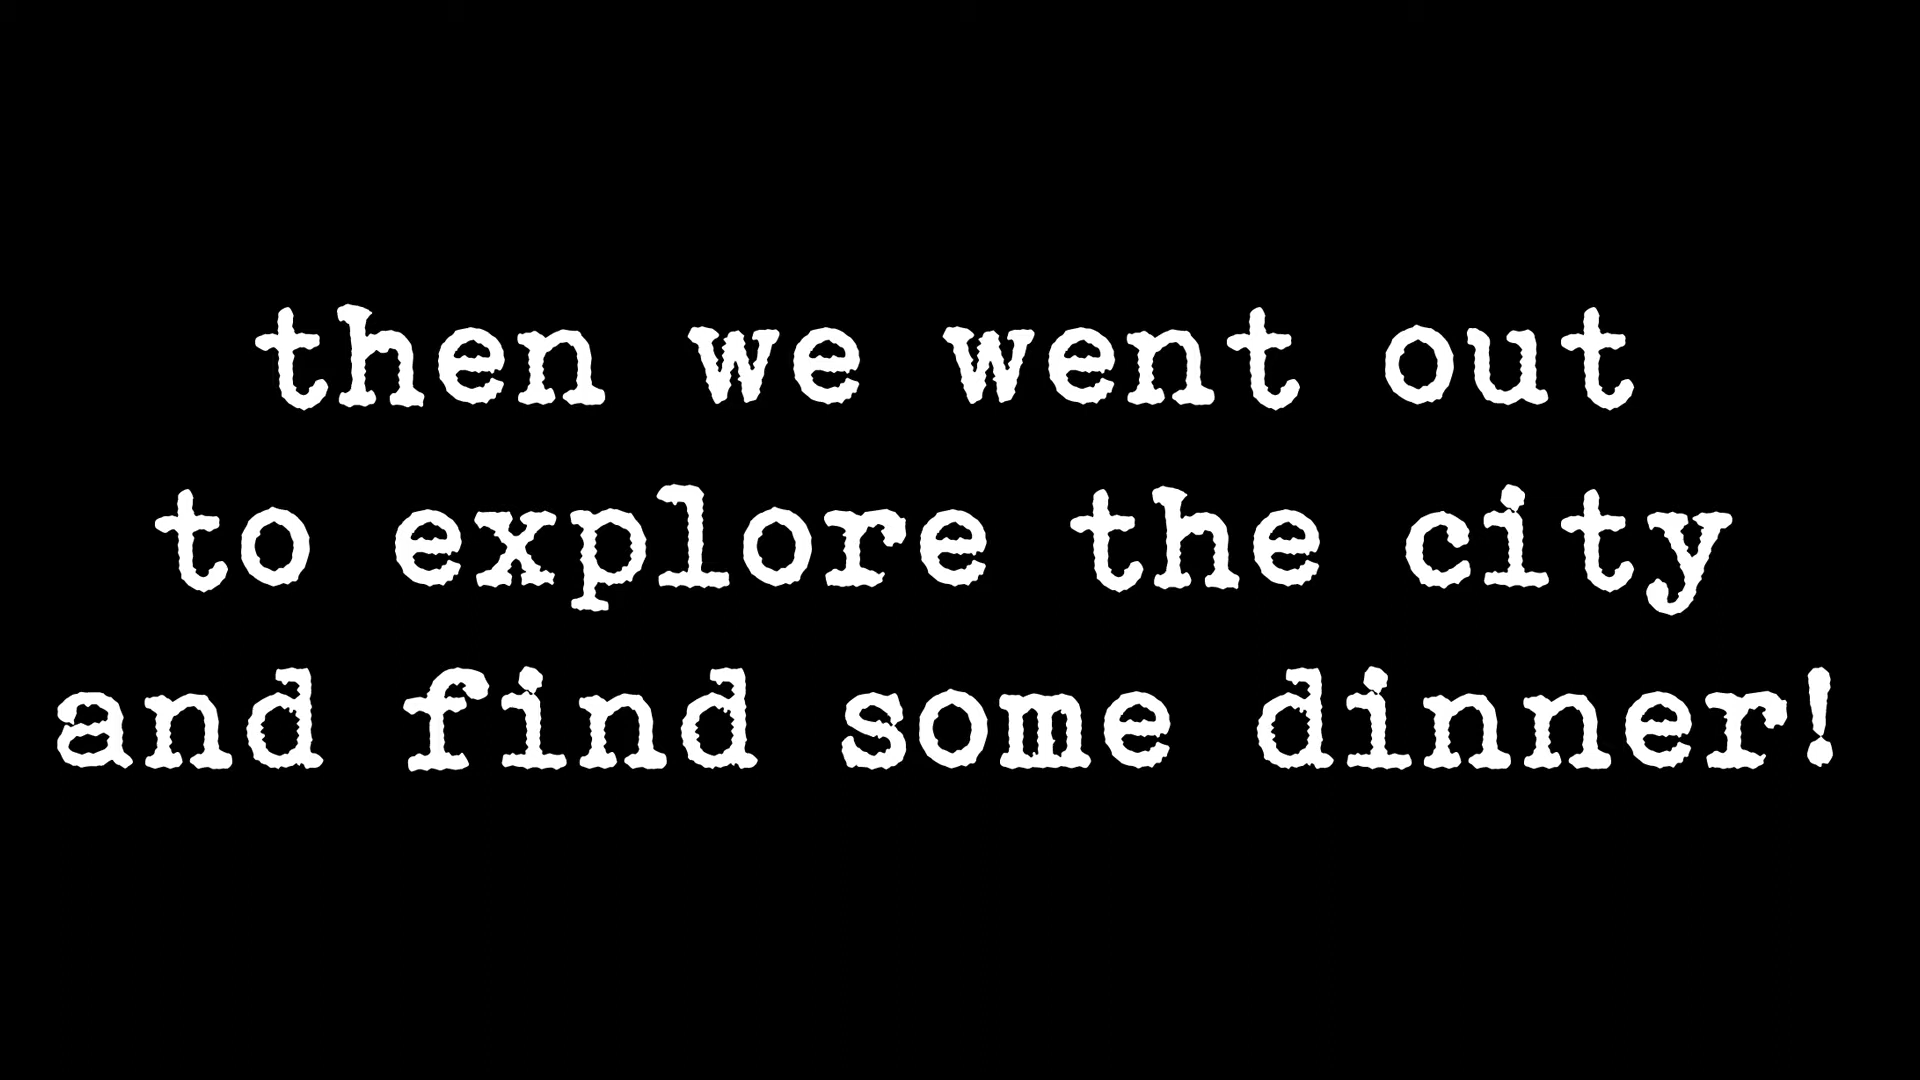 then we went out
to explore the city
and find some dinner!